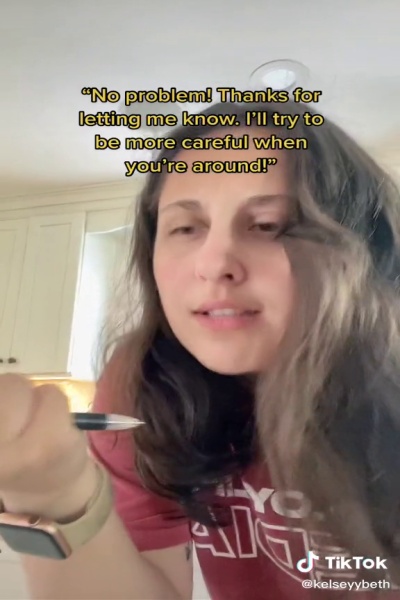 “No problem! Thanks for
letting me know. I’ll try to
be more careful when
you’re around!”
TikTok
@kelseyybeth